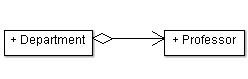 + Department
+ Professor